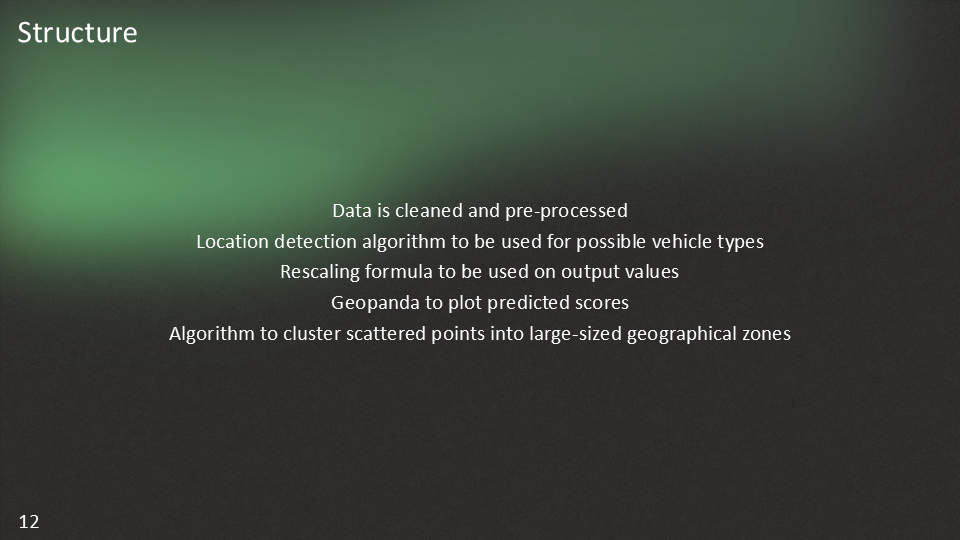 Structure
Data is cleaned and pre-processed
Location detection algorithm to be used for possible vehicle types
Rescaling formula to be used on output values
Geopanda to plot predicted scores
Algorithm to cluster scattered points into large-sized geographical zones
12